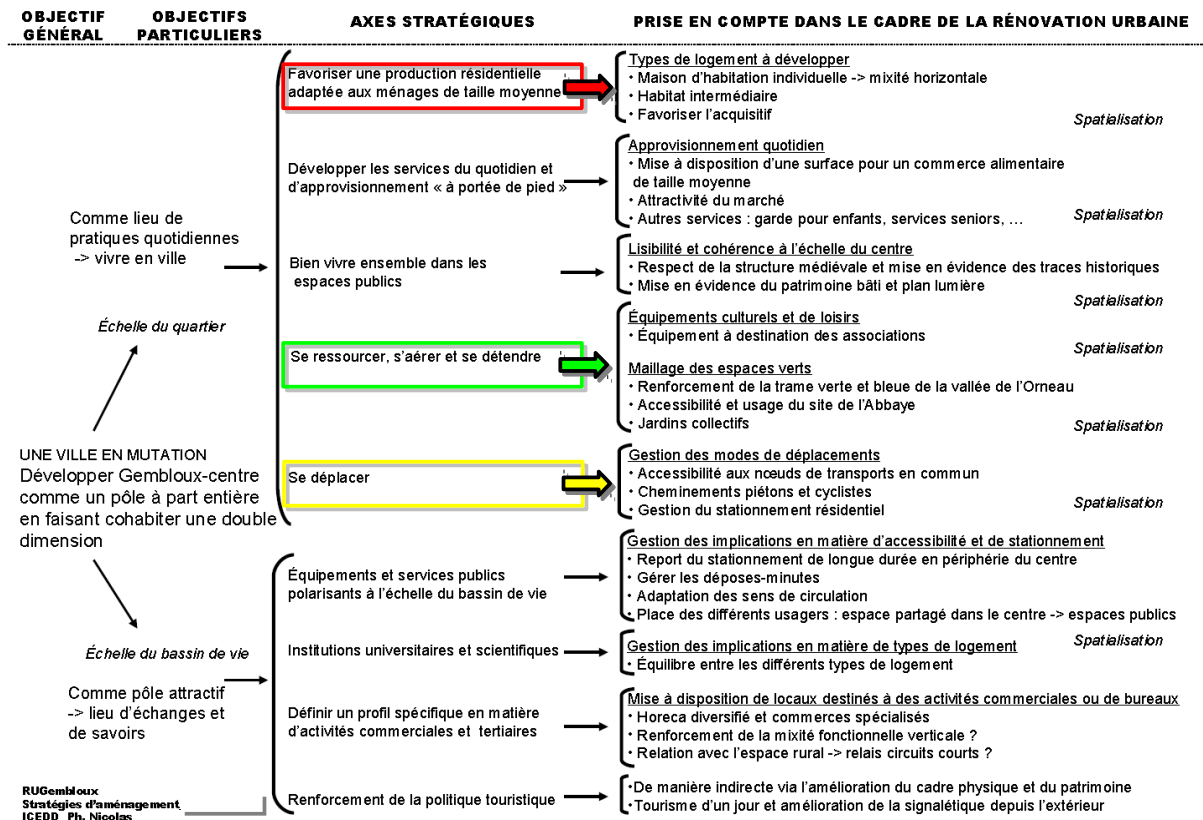 OBJECTIF
GÉNÉRAL
OBJECTIFS
PARTICULIERS
AXES STRATÉGIQUES
PRISE EN COMPTE DANS LE CADRE DE LA RÉNOVATION URBAINE
UNE VILLE EN MUTATION
Développer Gembloux-centre
comme un pôle à part entière
en faisant cohabiter une double
dimension
Échelle du quartier
Comme lieu de
pratiques quotidiennes
-> vivre en ville
Favoriser une production résidentielle
adaptée aux ménages de taille moyenne
Types de logement à développer
• Maison d'habitation individuelle -> mixité horizontale
• Habitat intermédiaire
• Favoriser l'acquisitif
Spatialisation
Développer les services du quotidien et
d'approvisionnement « à portée de pied »
Approvisionnement quotidien
• Mise à disposition d'une surface pour un commerce alimentaire
de taille moyenne
• Attractivité du marché
• Autres services : garde pour enfants, services seniors, …
Spatialisation
Bien vivre ensemble dans les
espaces publics
Lisibilité et cohérence à l'échelle du centre
• Respect de la structure médiévale et mise en évidence des traces historiques
• Mise en évidence du patrimoine bâti et plan lumière
Spatialisation
Se ressourcer, s'aérer et se détendre
Équipements culturels et de loisirs
• Équipement à destination des associations
Spatialisation
Maillage des espaces verts
• Renforcement de la trame verte et bleue de la vallée de l'Orneau
• Accessibilité et usage du site de l'Abbaye
• Jardins collectifs
Spatialisation
Se déplacer
Gestion des modes de déplacements
• Accessibilité aux nœuds de transports en commun
• Cheminements piétons et cyclistes
• Gestion du stationnement résidentiel
Spatialisation
Échelle du bassin de vie
Comme pôle attractif
-> lieu d'échanges et
de savoirs
Équipements et services publics
polarisants à l'échelle du bassin de vie
Gestion des implications en matière d'accessibilité et de stationnement
• Report du stationnement de longue durée en périphérie du centre
• Gérer les déposes-minutes
• Adaptation des sens de circulation
• Place des différents usagers : espace partagé dans le centre -> espaces publics
Spatialisation
Institutions universitaires et scientifiques
Gestion des implications en matière de types de logement
• Équilibre entre les différents types de logement
Définir un profil spécifique en matière
d'activités commerciales et tertiaires
Mise à disposition de locaux destinés à des activités commerciales ou de bureaux
• Horeca diversifié et commerces spécialisés
• Renforcement de la mixité fonctionnelle verticale ?
• Relation avec l'espace rural -> relais circuits courts ?
Renforcement de la politique touristique
•De manière indirecte via l'amélioration du cadre physique et du patrimoine
•Tourisme d'un jour et amélioration de la signalétique depuis l'extérieur
RUGembloux
Stratégies d'aménagement
ICEDD Ph. Nicolas